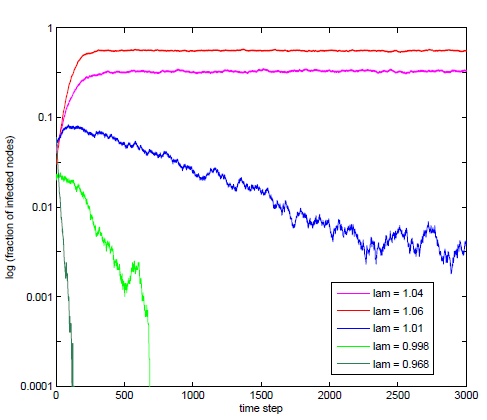 1
0.1
0.01
0.001
0.0001
log (fraction of infected nodes)
lam = 1.04
lam = 1.06
lam = 1.01
lam = 0.998
lam = 0.968
0 500 1000 1500 2000 2500 3000
time step